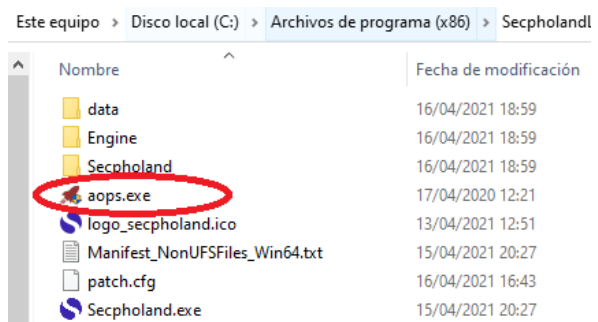 Este equipo > Disco local (C:) > Archivos de programa (x86) > SecpholandL
Nombre Fecha de modificación
data 16/04/2021 18:59
Engine 16/04/2021 18:59
Secpholand 16/04/2021 18:59
aops.exe 17/04/2020 12:21
logo_secpholand.ico 13/04/2021 12:51
Manifest_NonUFSFiles_Win64.txt 15/04/2021 20:27
patch.cfg 16/04/2021 16:43
Secpholand.exe 15/04/2021 20:27